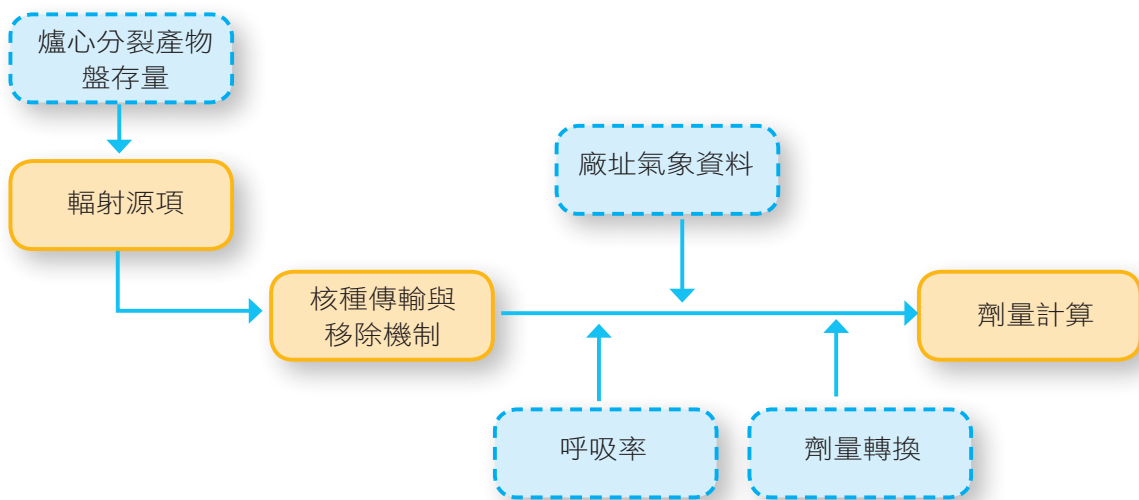 爐心分裂產物
盤存量
輻射源項
廠址氣象資料
核種傳輸與
移除機制
劑量計算
呼吸率
劑量轉換